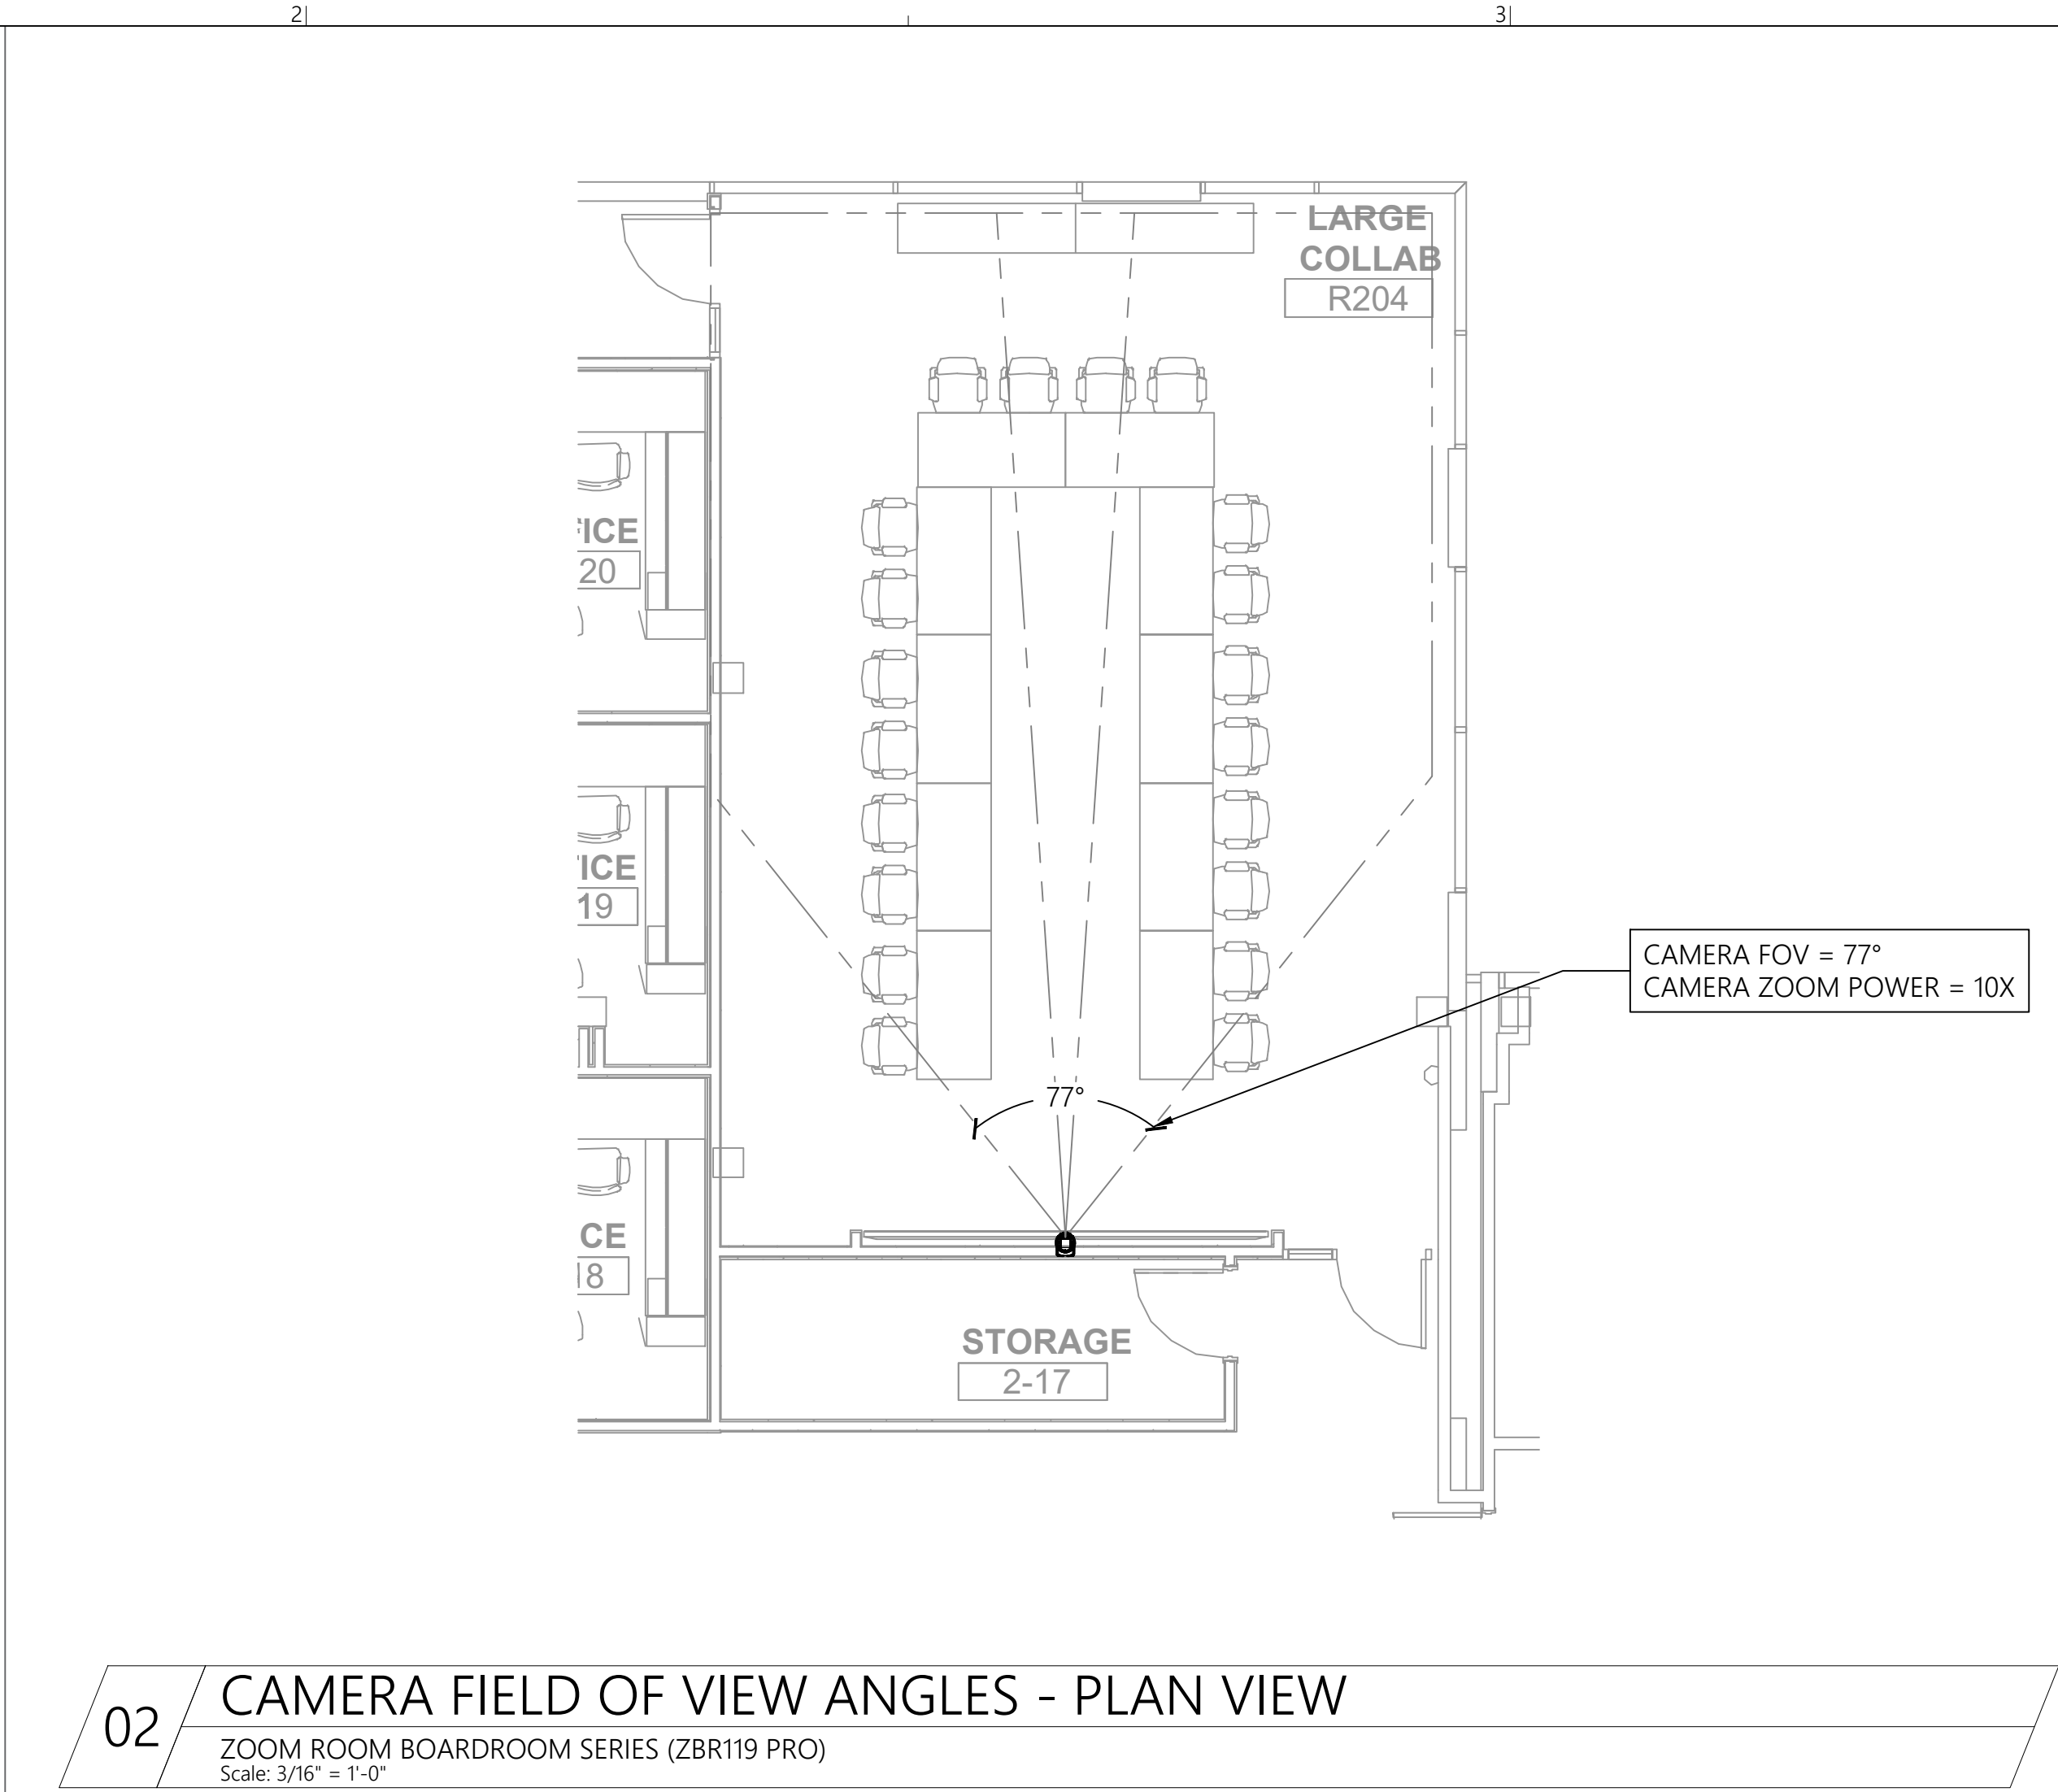 2
3
LARGE
COLLAB
R204
ICE
20
ICE
19
CAMERA FOV = 77°
CAMERA ZOOM POWER = 10X
77°
CE
18
STORAGE
2-17
02
CAMERA FIELD OF VIEW ANGLES - PLAN VIEW
ZOOM ROOM BOARDROOM SERIES (ZBR119 PRO)
Scale: 3/16" = 1'-0"